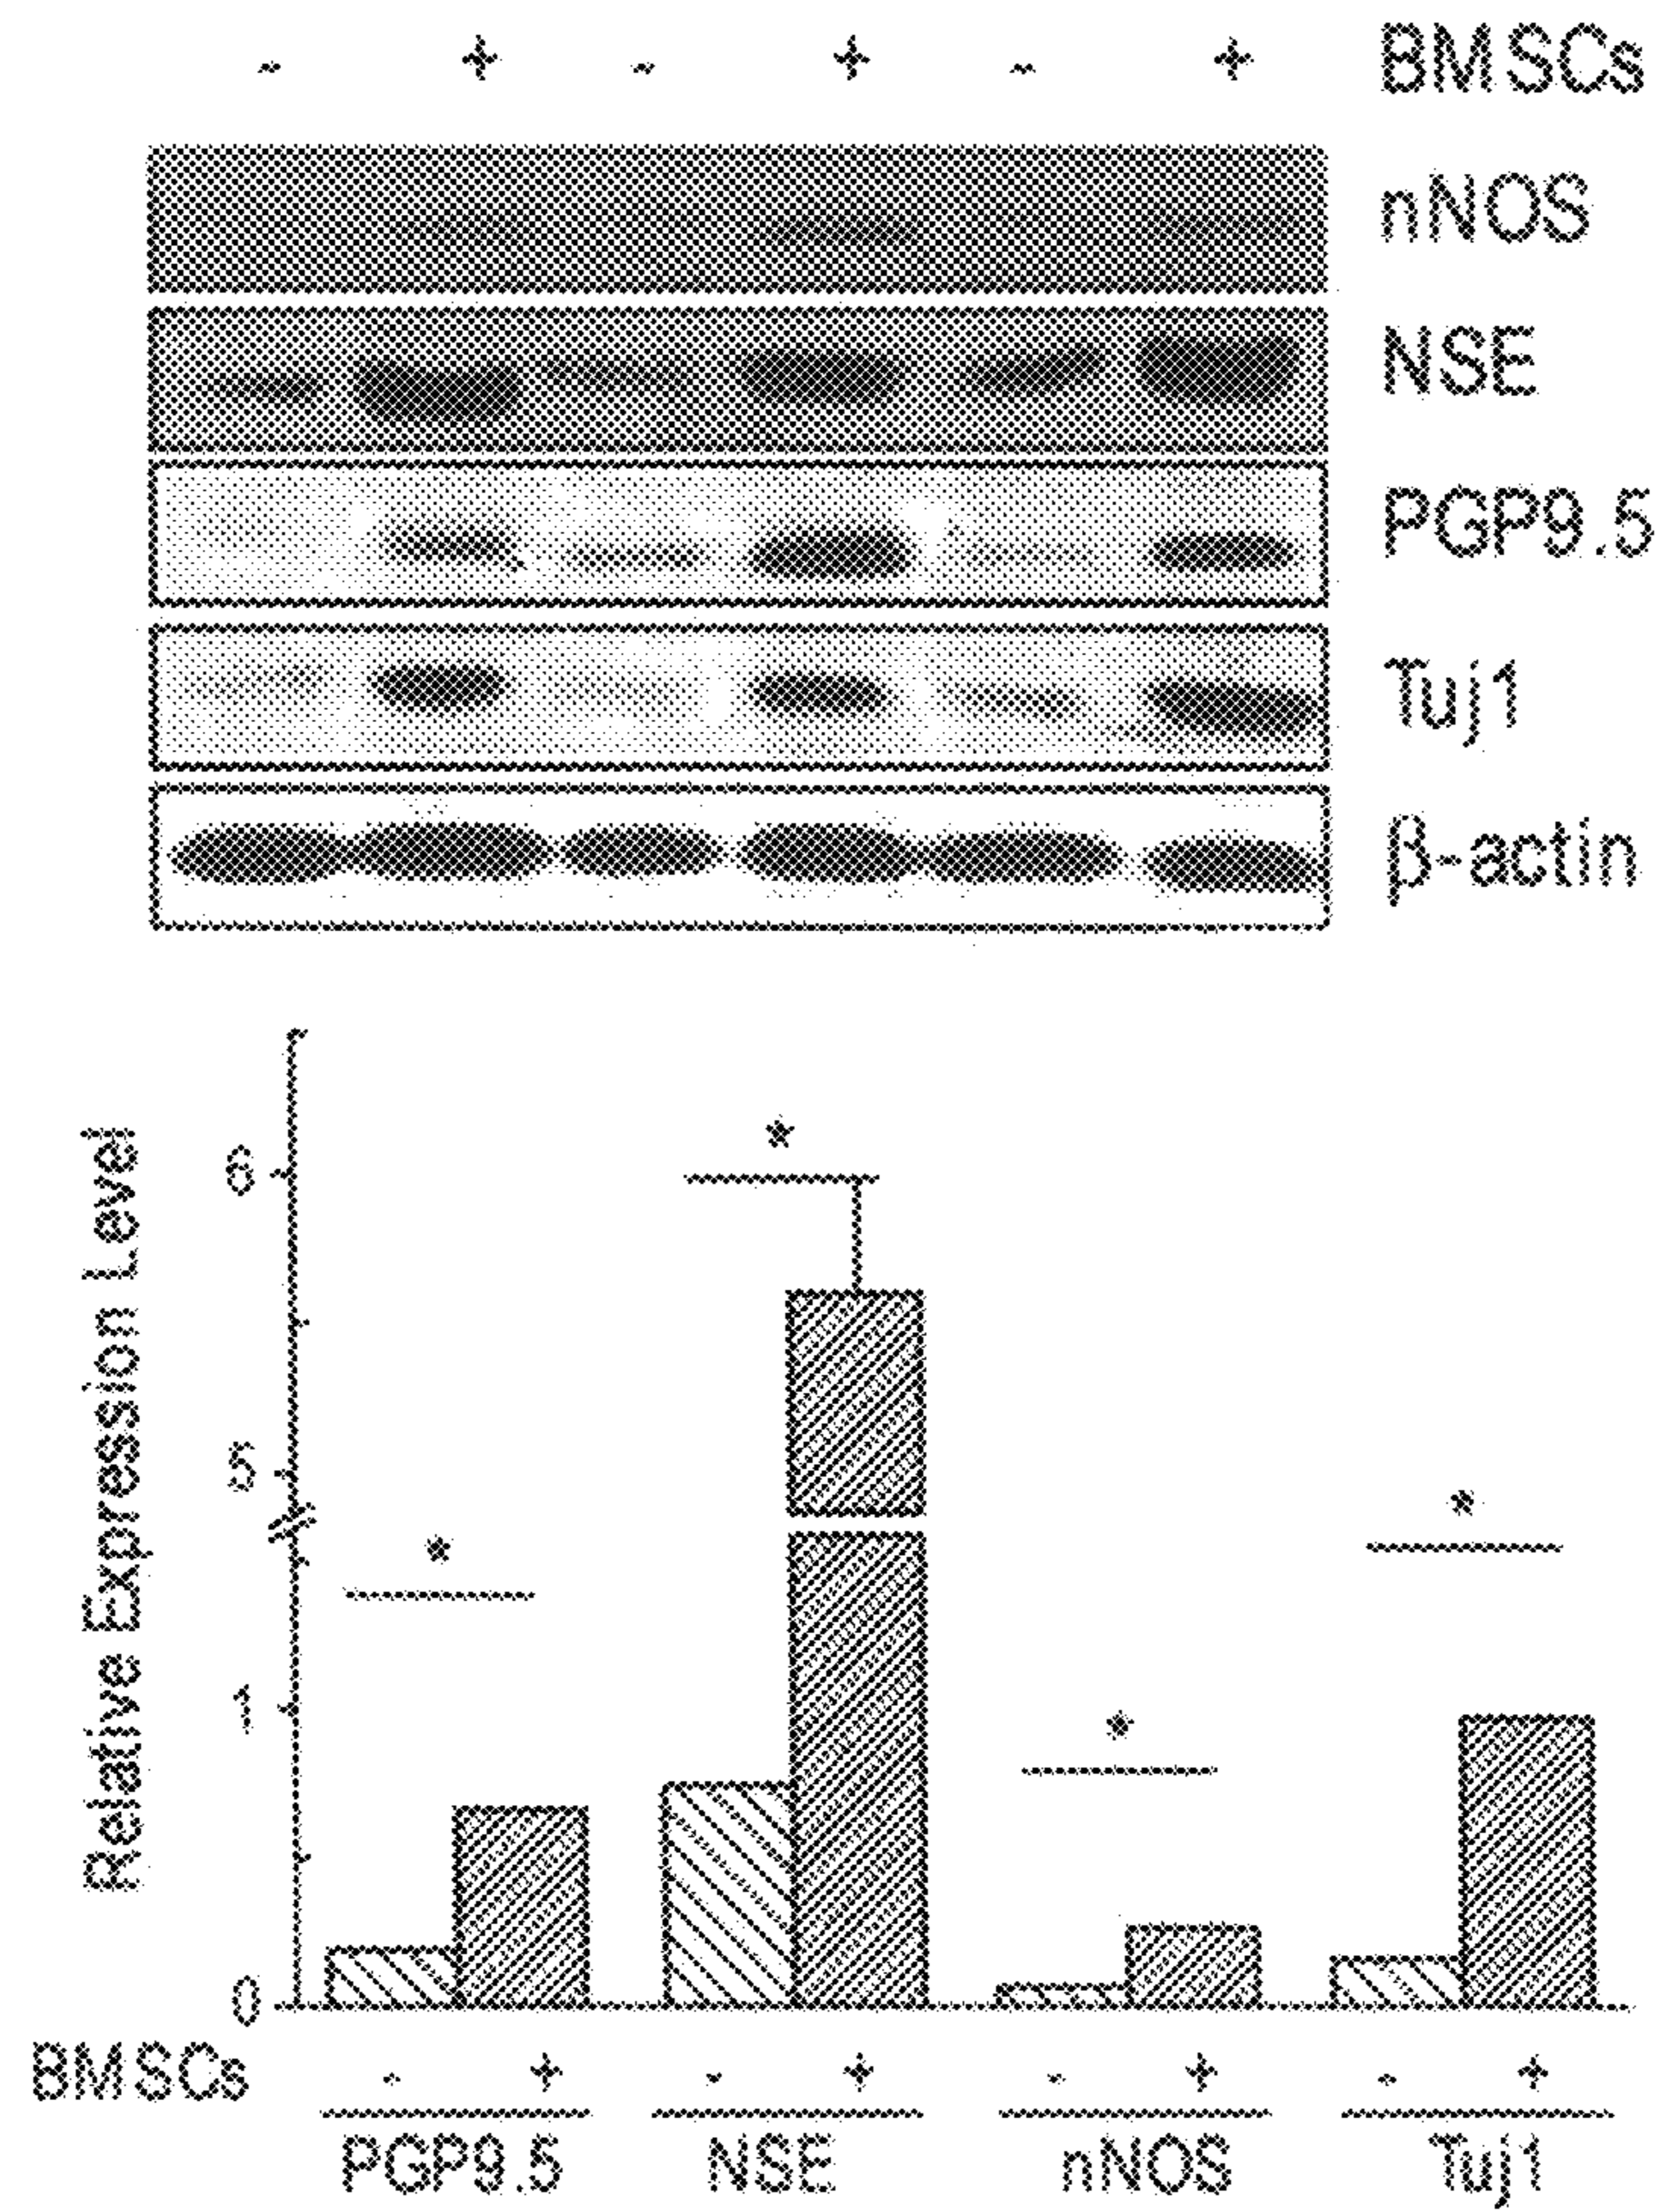 - + - + - + BMSCs
nNOS
NSE
PGP9.5
Tuj1
β-actin
Relative Expression Level
6
*
5
*
*
1
*
0
BMSCs - + - + - + - +
PGP9.5 NSE nNOS Tuj1